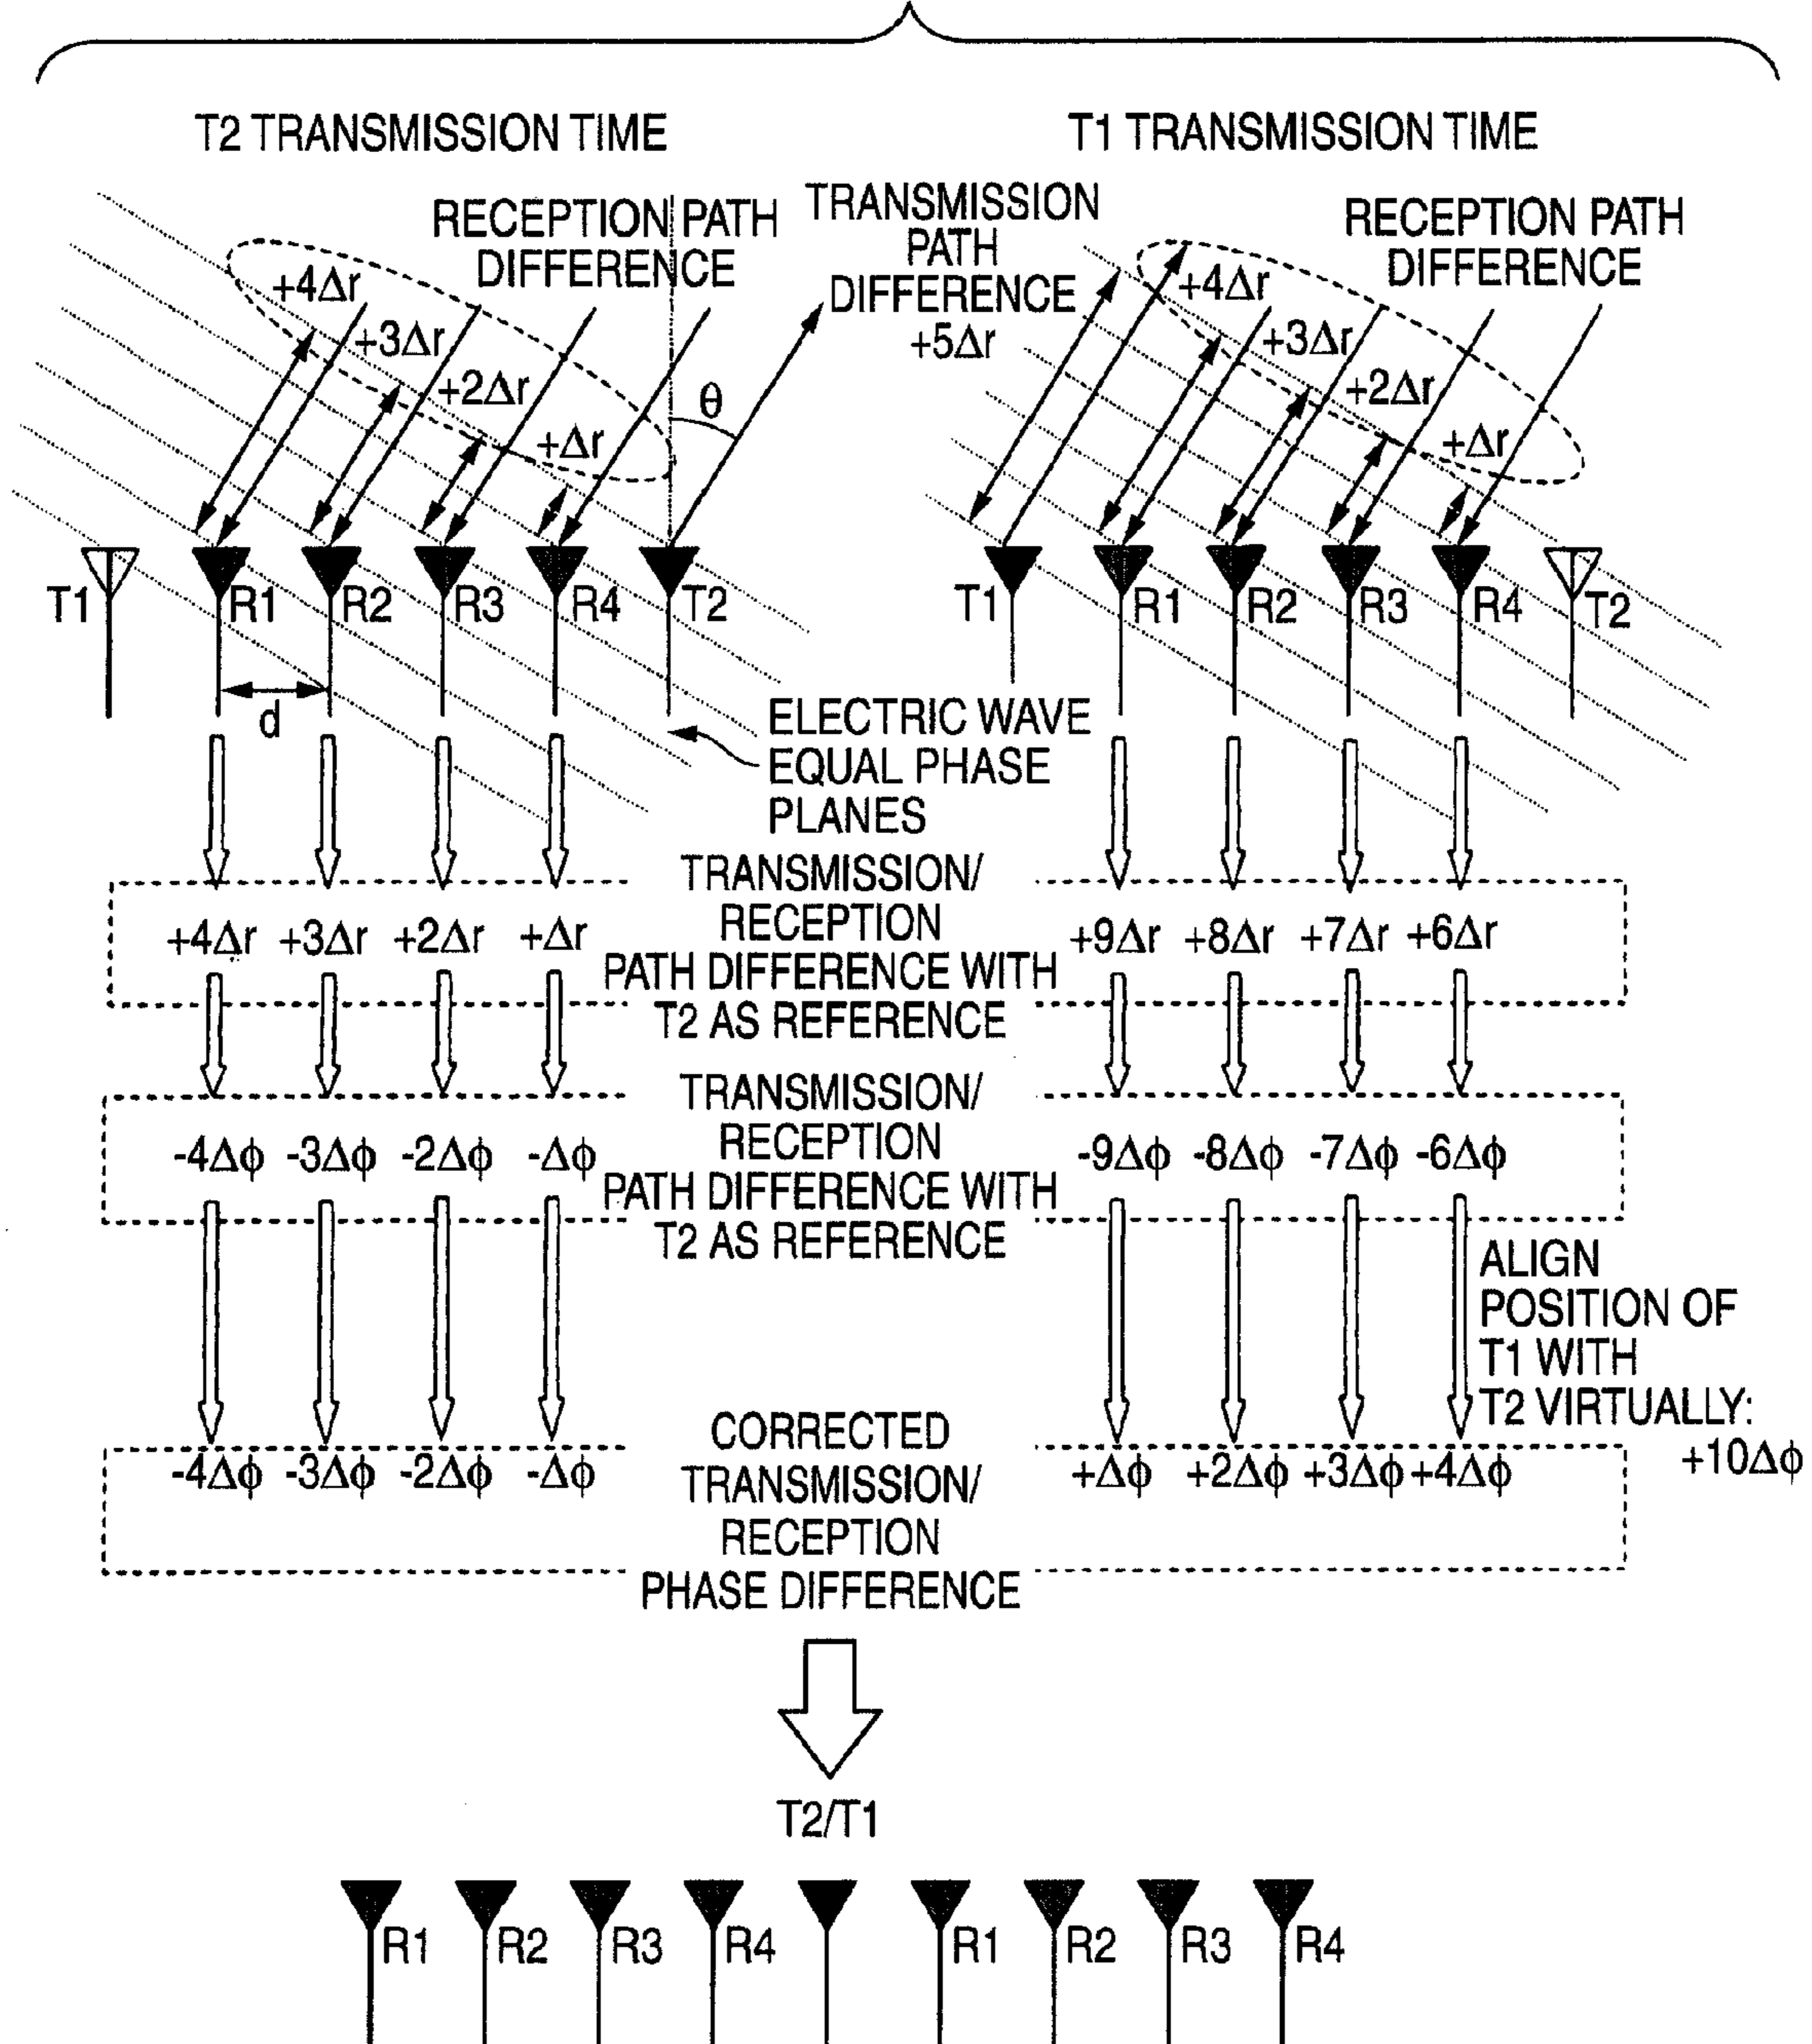 T2 TRANSMISSION TIME
T1 TRANSMISSION TIME
RECEPTION PATH
DIFFERENCE
TRANSMISSION
PATH
DIFFERENCE
+5Δr
RECEPTION PATH
DIFFERENCE
+4Δr
+3Δr
+2Δr
+Δr
θ
+4Δr
+3Δr
+2Δr
+Δr
T1 R1 R2 R3 R4 T2
T1 R1 R2 R3 R4 T2
d
ELECTRIC WAVE
EQUAL PHASE
PLANES
TRANSMISSION/
RECEPTION
PATH DIFFERENCE WITH
T2 AS REFERENCE
+4Δr +3Δr +2Δr +Δr
+9Δr +8Δr +7Δr +6Δr
TRANSMISSION/
RECEPTION
PATH DIFFERENCE WITH
T2 AS REFERENCE
-4Δϕ -3Δϕ -2Δϕ -Δϕ
-9Δϕ -8Δϕ -7Δϕ -6Δϕ
ALIGN
POSITION OF
T1 WITH
T2 VIRTUALLY:
+10Δϕ
CORRECTED
TRANSMISSION/
RECEPTION
PHASE DIFFERENCE
-4Δϕ -3Δϕ -2Δϕ -Δϕ
+Δϕ +2Δϕ +3Δϕ +4Δϕ
T2/T1
R1 R2 R3 R4 R1 R2 R3 R4